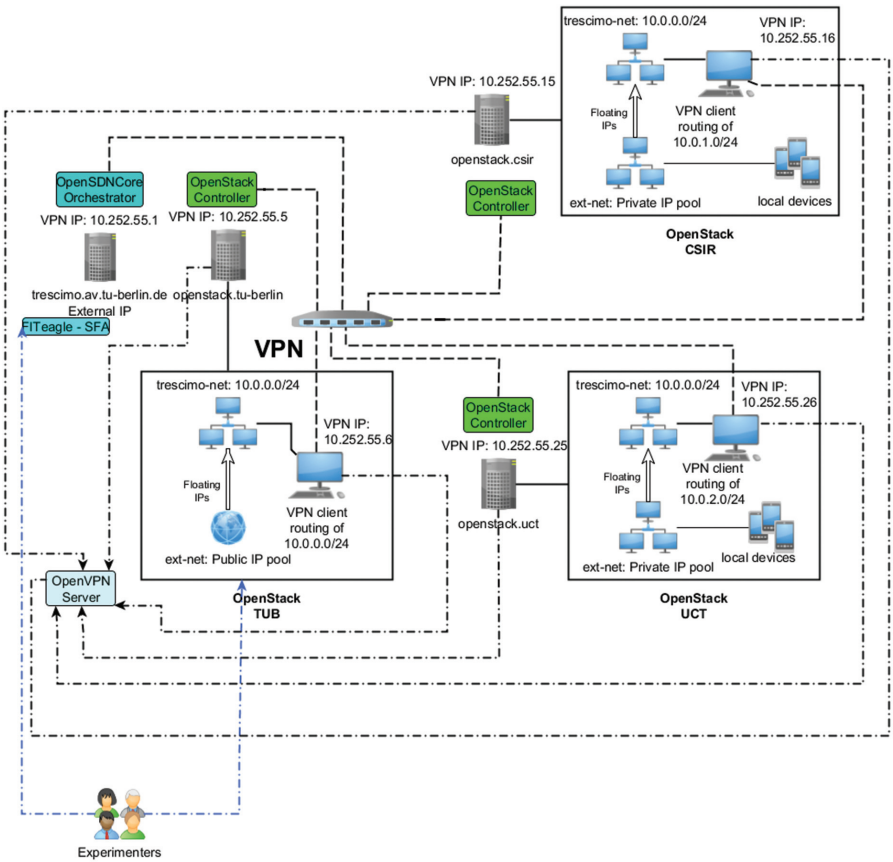 trescimo-net: 10.0.0.0/24
VPN IP:
10.252.55.16
VPN IP: 10.252.55.15
Floating
IPs
VPN client
routing of
10.0.1.0/24
openstack.csir
OpenStack
Controller
local devices
ext-net: Private IP pool
OpenStack
CSIR
OpenSDNCore
Orchestrator
OpenStack
Controller
VPN IP: 10.252.55.1
VPN IP: 10.252.55.5
trescimo.av.tu-berlin.de
openstack.tu-berlin
External IP
FITeagle - SFA
VPN
trescimo-net: 10.0.0.0/24
VPN IP:
10.252.55.6
Floating
IPs
VPN client
routing of
10.0.0.0/24
ext-net: Public IP pool
OpenStack
TUB
OpenStack
Controller
VPN IP: 10.252.55.25
openstack.uct
trescimo-net: 10.0.0.0/24
VPN IP:
10.252.55.26
Floating
IPs
VPN client
routing of
10.0.2.0/24
local devices
ext-net: Private IP pool
OpenStack
UCT
OpenVPN
Server
Experimenters